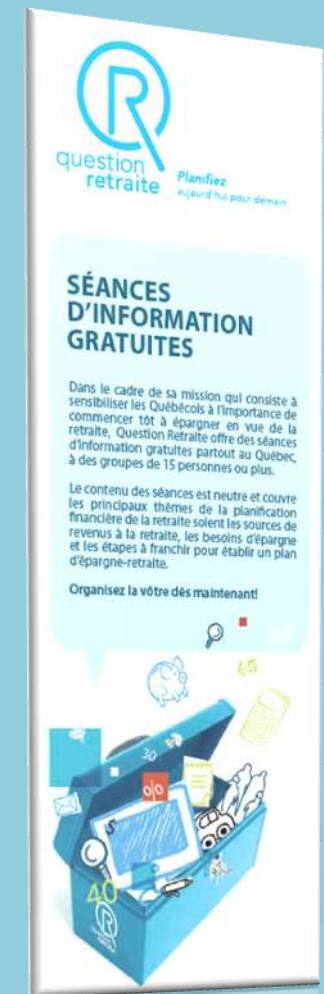 question
retraite
Planifiez
aujourd'hui pour demain
SÉANCES
D'INFORMATION
GRATUITES
Dans le cadre de sa mission qui consiste à
sensibiliser les Québécois à l'importance de
commencer tôt à épargner en vue de la
retraite, Question Retraite offre des séances
d'information gratuites partout au Québec,
à des groupes de 15 personnes ou plus.
Le contenu des séances est neutre et couvre
les principaux thèmes de la planification
financière de la retraite soient les sources de
revenus à la retraite, les besoins d'épargne
et les étapes à franchir pour établir un plan
d'épargne-retraite.
Organisez la vôtre dès maintenant!
45
30
%
40
question
retraite